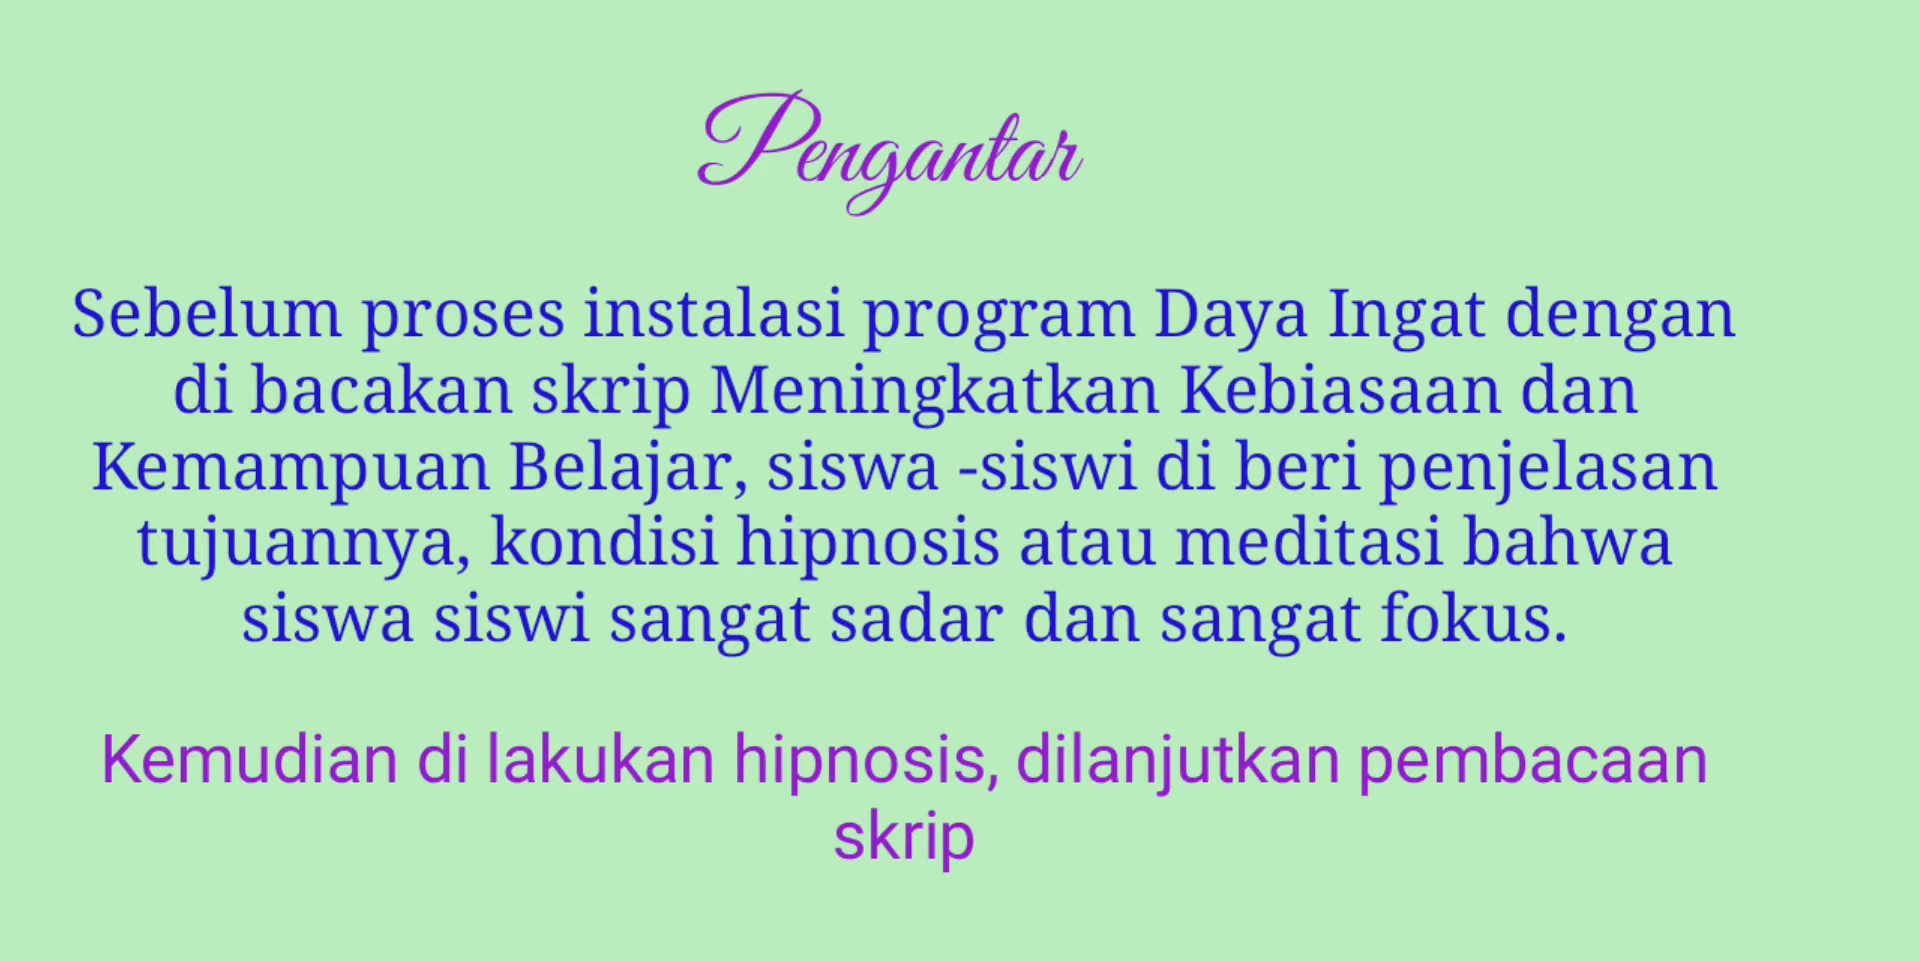 Pengantar
Sebelum proses instalasi program Daya Ingat dengan
di bacakan skrip Meningkatkan Kebiasaan dan
Kemampuan Belajar, siswa -siswi di beri penjelasan
tujuannya, kondisi hipnosis atau meditasi bahwa
siswa siswi sangat sadar dan sangat fokus.
Kemudian di lakukan hipnosis, dilanjutkan pembacaan
skrip